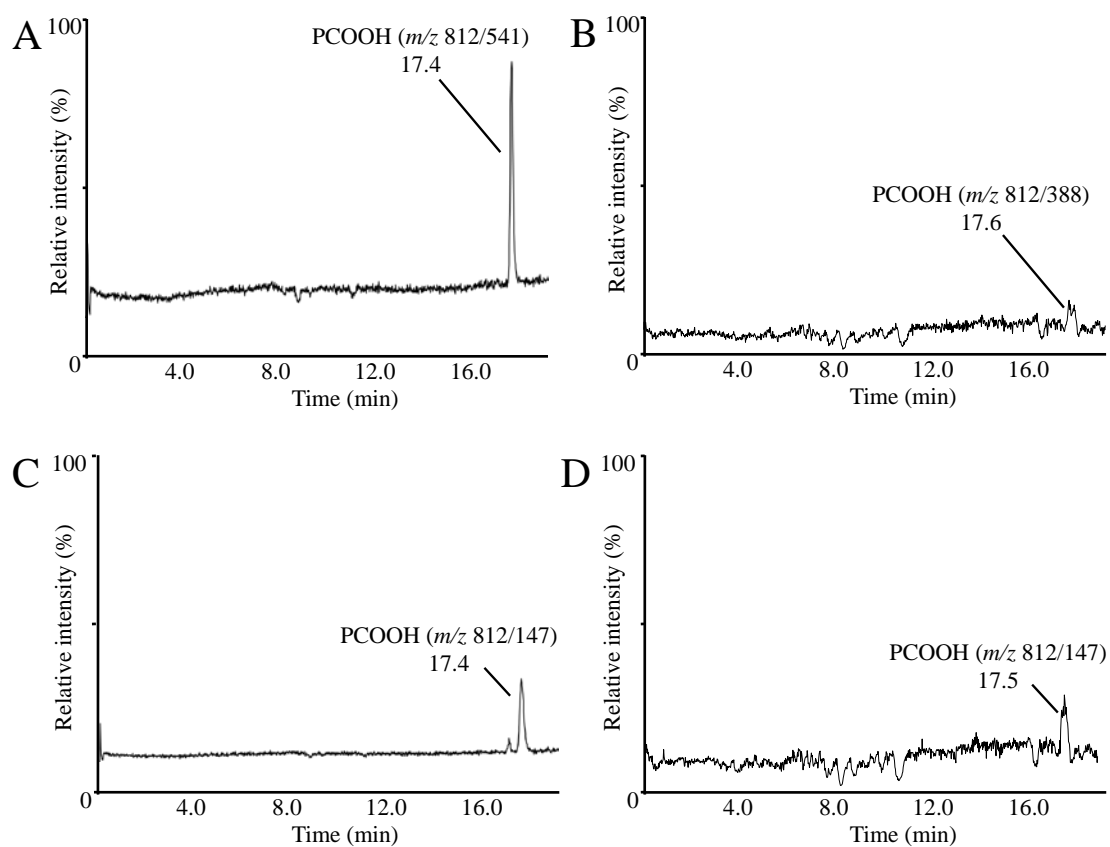 A
100
Relative intensity (%)
PCOOH (m/z 812/541)
17.4
0
4.0 8.0 12.0 16.0
Time (min)
B
100
Relative intensity (%)
PCOOH (m/z 812/388)
17.6
0
4.0 8.0 12.0 16.0
Time (min)
C
100
Relative intensity (%)
PCOOH (m/z 812/147)
17.4
0
4.0 8.0 12.0 16.0
Time (min)
D
100
Relative intensity (%)
PCOOH (m/z 812/147)
17.5
0
4.0 8.0 12.0 16.0
Time (min)